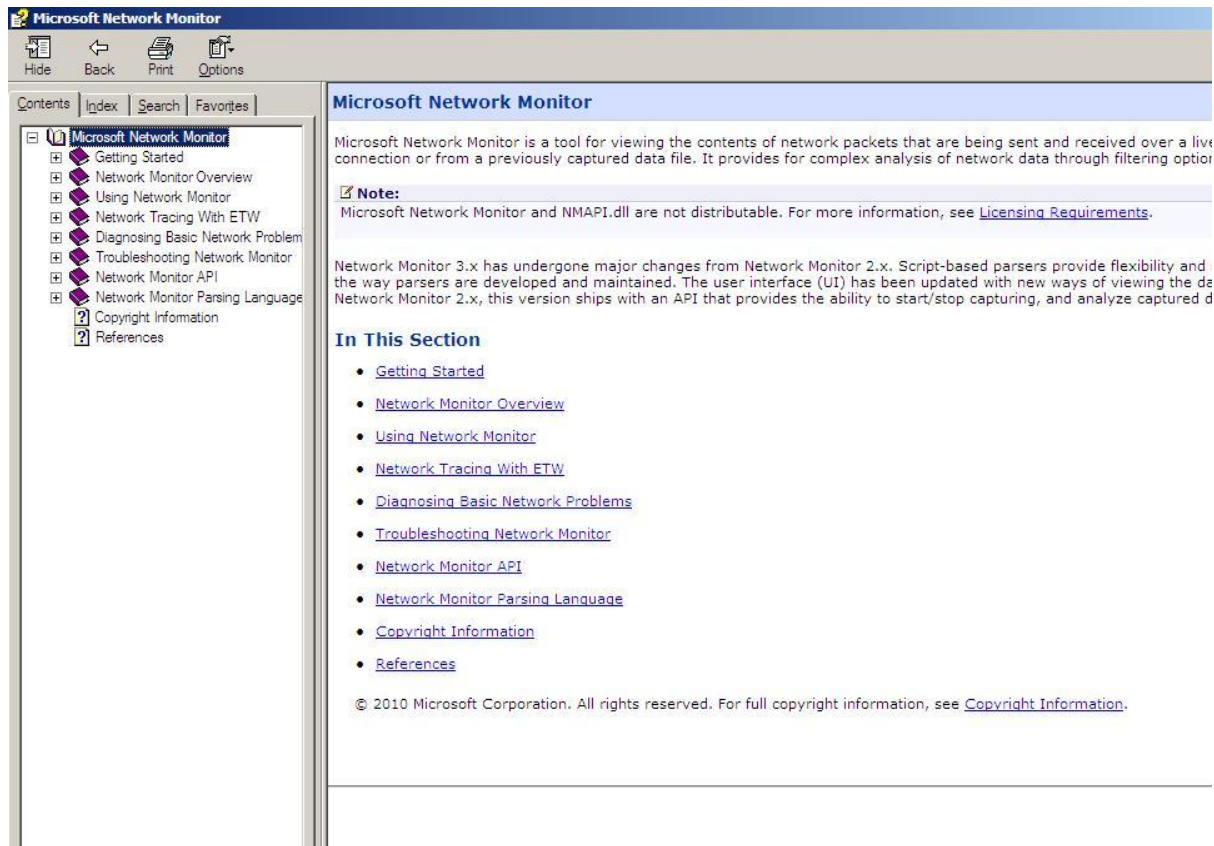 Microsoft Network Monitor
Hide Back Print Options
Contents Index Search Favorites
Microsoft Network Monitor
Getting Started
Network Monitor Overview
Using Network Monitor
Network Tracing With ETW
Diagnosing Basic Network Problem
Troubleshooting Network Monitor
Network Monitor API
Network Monitor Parsing Language
Copyright Information
References
Microsoft Network Monitor
Microsoft Network Monitor is a tool for viewing the contents of network packets that are being sent and received over a live
connection or from a previously captured data file. It provides for complex analysis of network data through filtering option
Note:
Microsoft Network Monitor and NMAPI.dll are not distributable. For more information, see Licensing Requirements.
Network Monitor 3.x has undergone major changes from Network Monitor 2.x. Script-based parsers provide flexibility and
the way parsers are developed and maintained. The user interface (UI) has been updated with new ways of viewing the da
Network Monitor 2.x, this version ships with an API that provides the ability to start/stop capturing, and analyze captured d
In This Section
• Getting Started
• Network Monitor Overview
• Using Network Monitor
• Network Tracing With ETW
• Diagnosing Basic Network Problems
• Troubleshooting Network Monitor
• Network Monitor API
• Network Monitor Parsing Language
• Copyright Information
• References
© 2010 Microsoft Corporation. All rights reserved. For full copyright information, see Copyright Information.